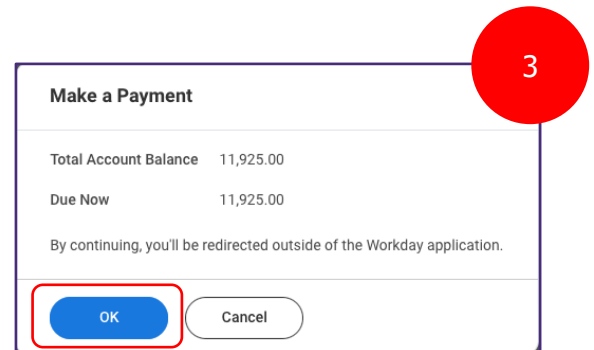 3
Make a Payment
Total Account Balance 11,925.00
Due Now 11,925.00
By continuing, you'll be redirected outside of the Workday application.
OK Cancel